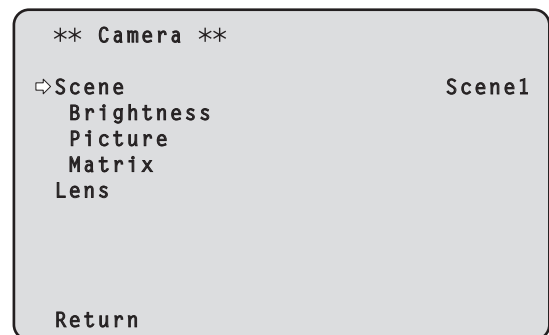 ** Camera **
⇨Scene Scene1
Brightness
Picture
Matrix
Lens
Return